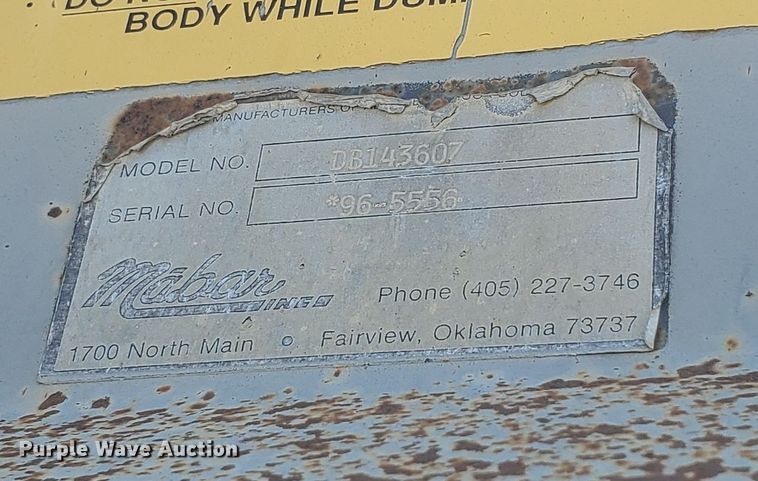 BODY WHILE
MANUFACTURERS OF
MODEL NO. DB143607
SERIAL NO. *96-5556
Mabar INC
Phone (405) 227-3746
1700 North Main o Fairview, Oklahoma 73737
Purple Wave Auction